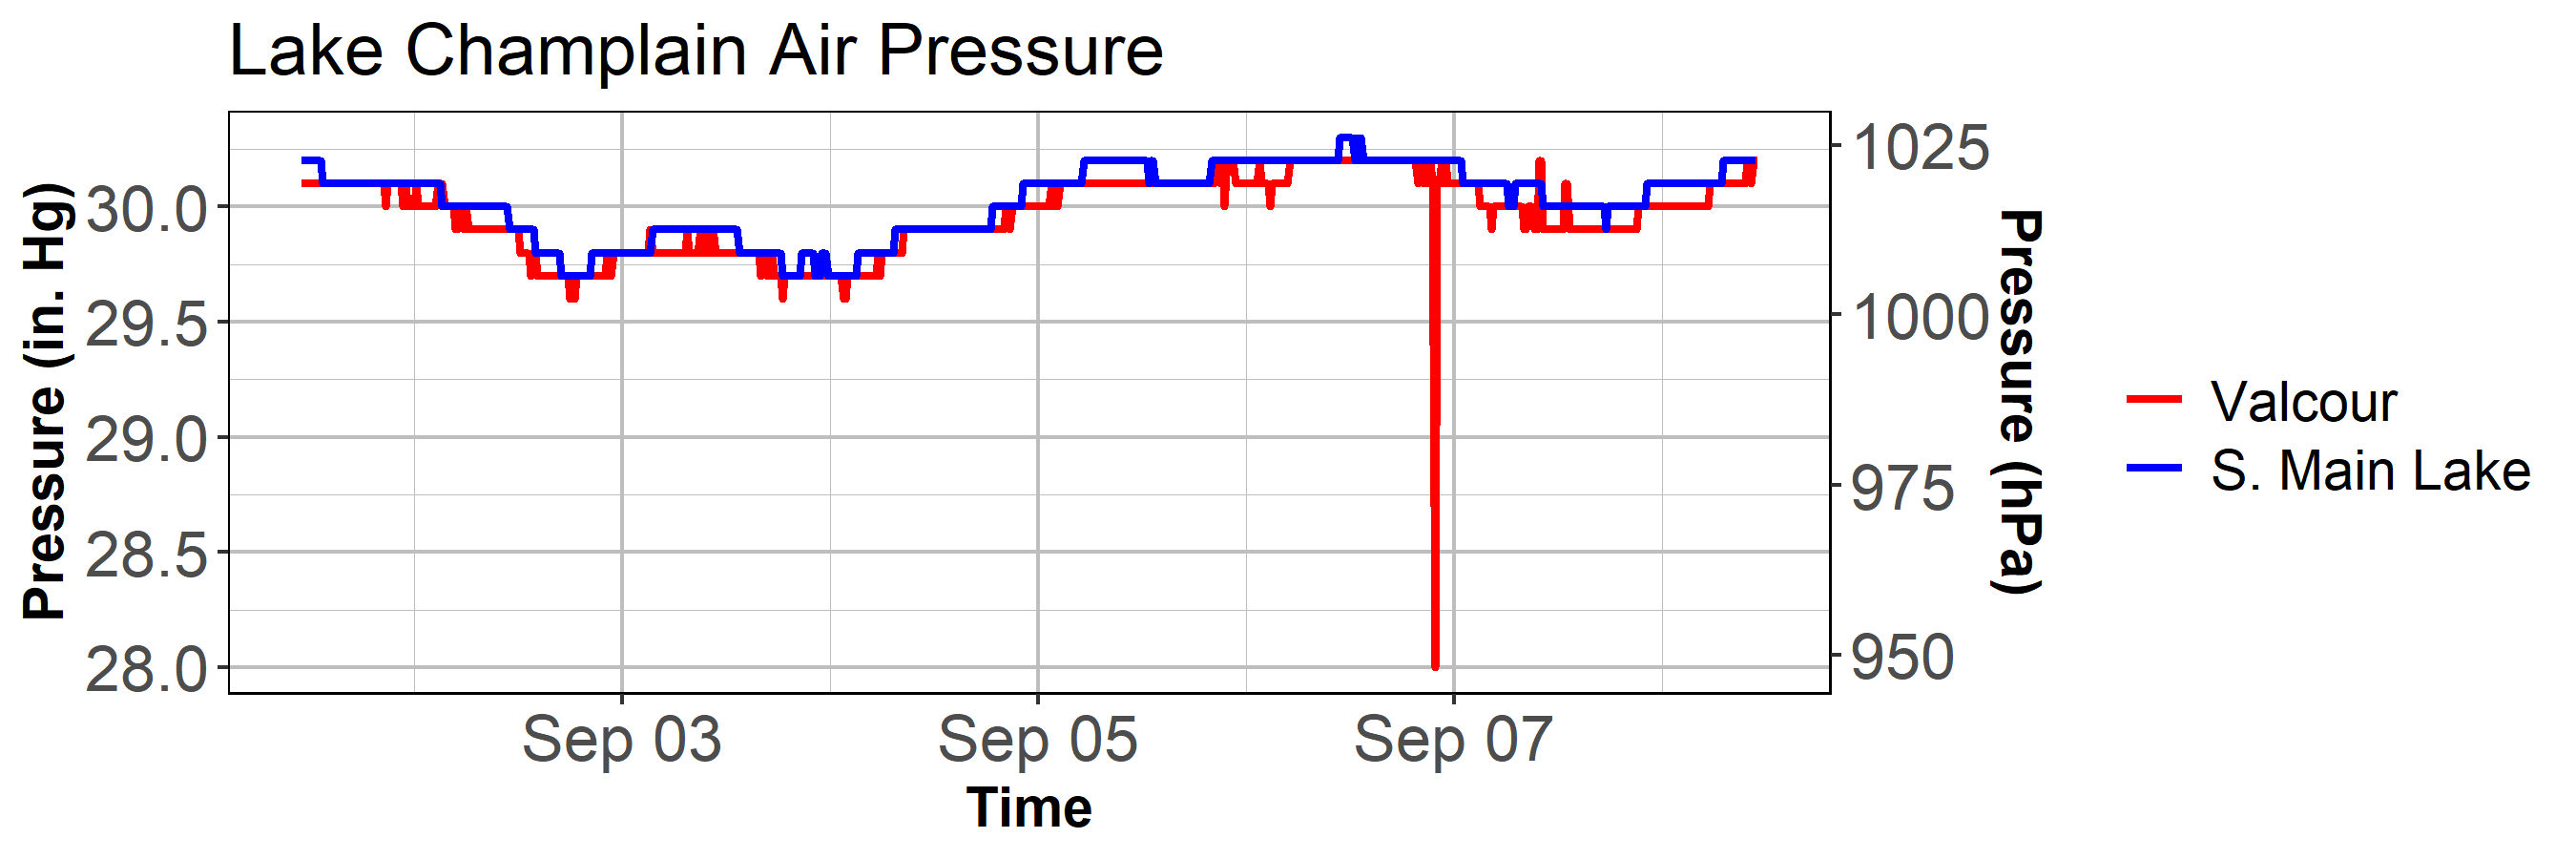 Lake Champlain Air Pressure
Pressure (in. Hg)
30.0
29.5
29.0
28.5
28.0
1025
1000
975
950
Pressure (hPa)
Sep 03
Sep 05
Sep 07
Time
Valcour
S. Main Lake